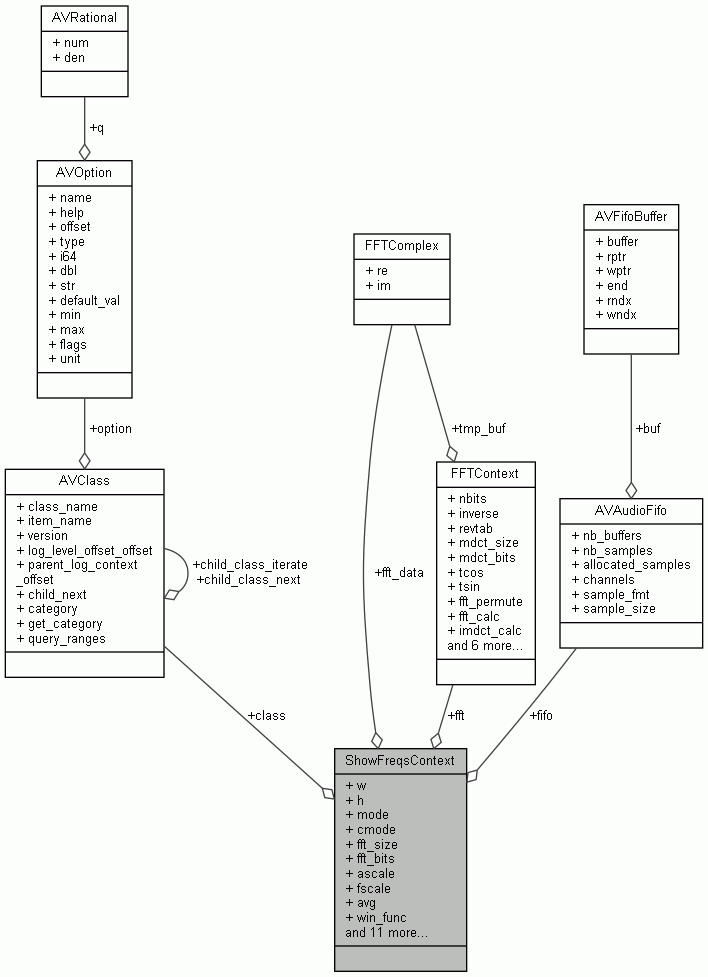 AVRational
+ num
+ den
+q
AVOption
+ name
+ help
+ offset
+ type
+ i64
+ dbl
+ str
+ default_val
+ min
+ max
+ flags
+ unit
+option
AVClass
+ class_name
+ item_name
+ version
+ log_level_offset_offset
+ parent_log_context
_offset
+ child_next
+ category
+ get_category
+ query_ranges
+child_class_iterate
+child_class_next
+class
FFTComplex
+ re
+ im
+tmp_buf
+fft_data
FFTContext
+ nbits
+ inverse
+ revtab
+ mdct_size
+ mdct_bits
+ tcos
+ tsin
+ fft_permute
+ fft_calc
+ imdct_calc
and 6 more...
+fft
AVFifoBuffer
+ buffer
+ rptr
+ wptr
+ end
+ rndx
+ wndx
+buf
AVAudioFifo
+ nb_buffers
+ nb_samples
+ allocated_samples
+ channels
+ sample_fmt
+ sample_size
+fifo
ShowFreqsContext
+ w
+ h
+ mode
+ cmode
+ fft_size
+ fft_bits
+ ascale
+ fscale
+ avg
+ win_func
and 11 more...